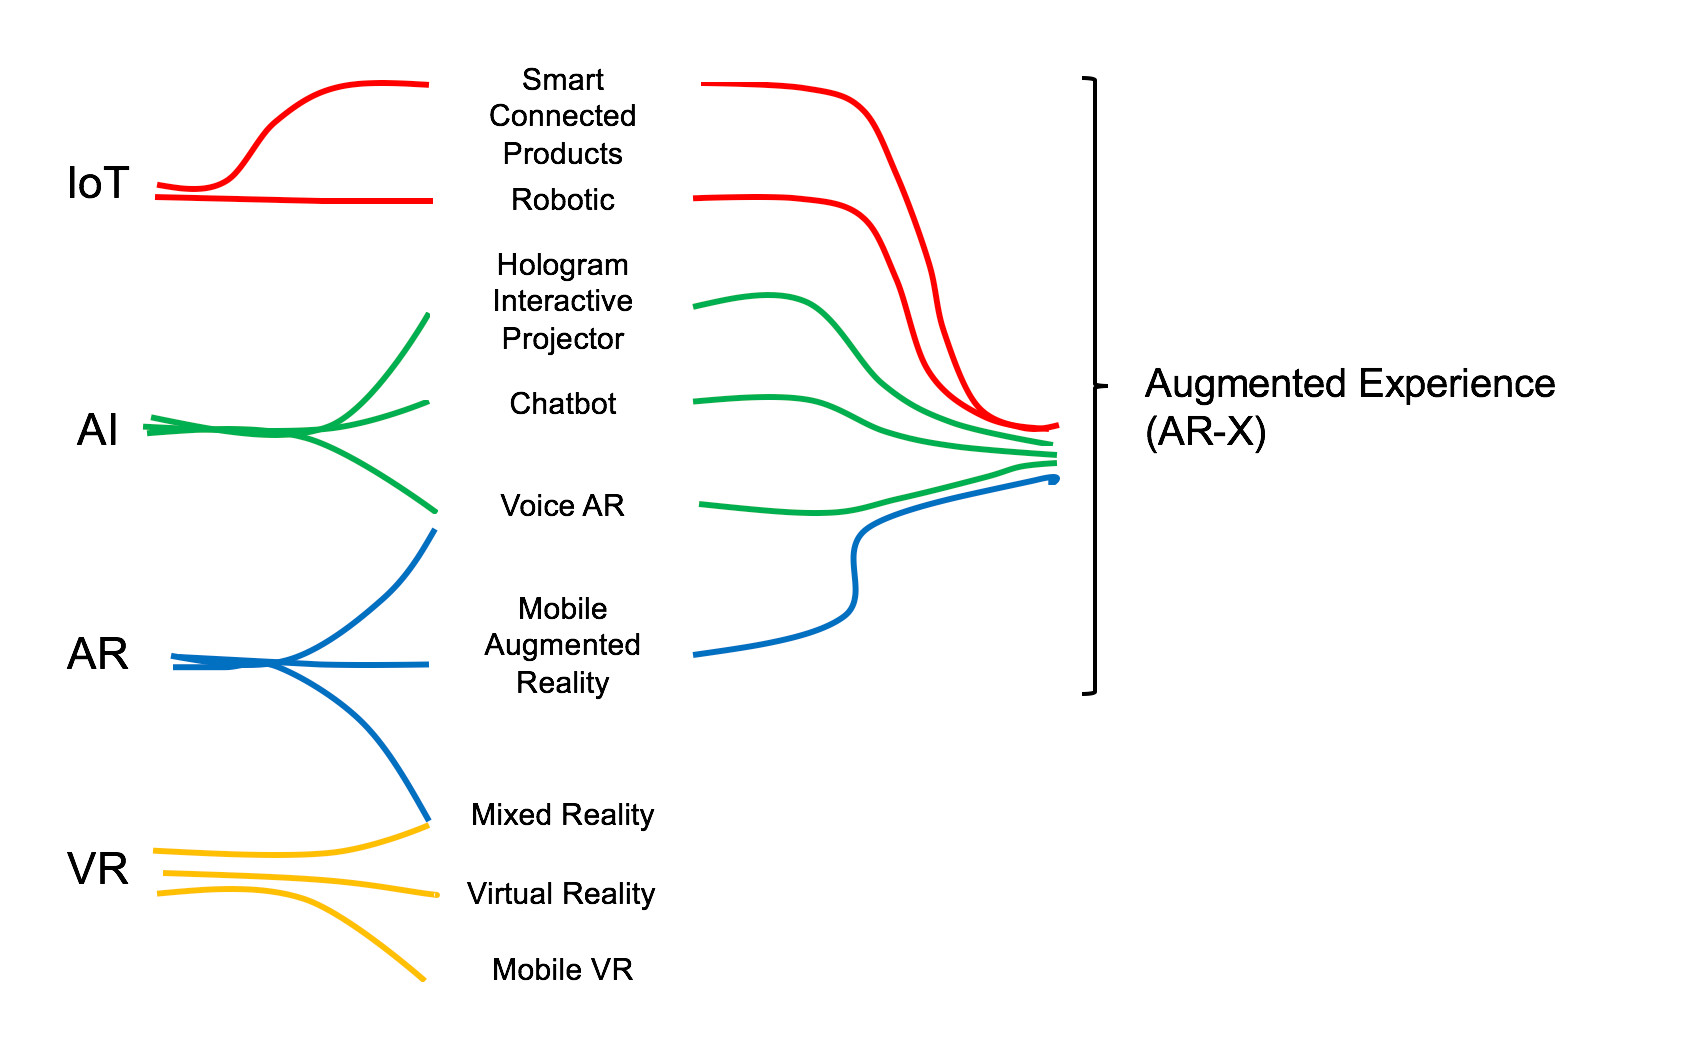 IoT
AI
AR
VR
Smart
Connected
Products
Robotic
Hologram
Interactive
Projector
Chatbot
Voice AR
Mobile
Augmented
Reality
Mixed Reality
Virtual Reality
Mobile VR
Augmented Experience
(AR-X)